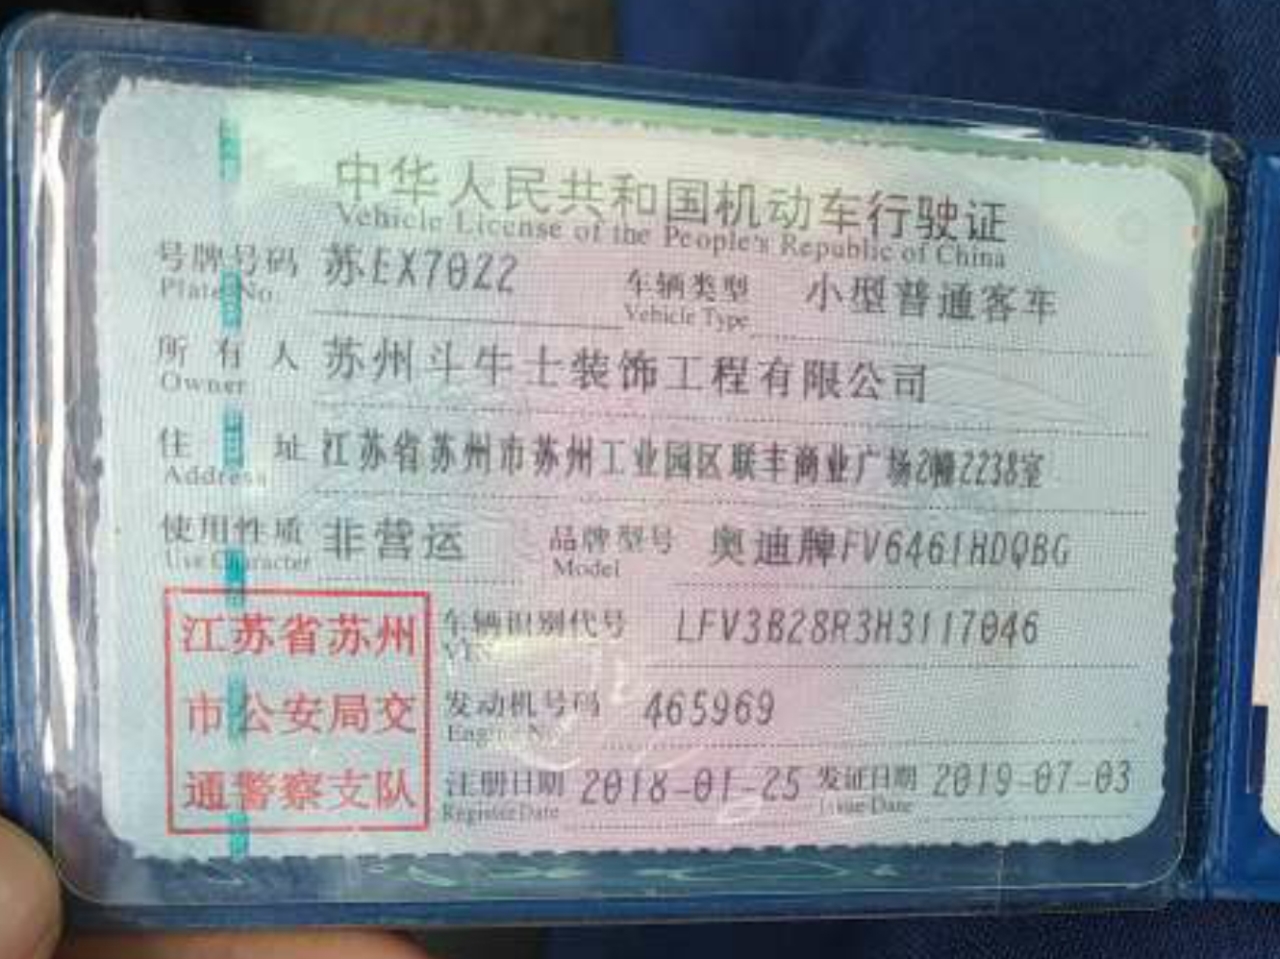 中华人民共和国机动车行驶证
Vehicle License of the People's Republic of China
号牌号码 苏EX7022 车辆类型 小型普通客车
Plate No. Vehicle Type
所有人 苏州斗牛士装饰工程有限公司
Owner
住址 江苏省苏州市苏州工业园区联丰商业广场2幢2238室
Address
使用性质 非营运 品牌型号 奥迪牌FV6461HDQBG
Use Character Model
江苏省苏州 车辆识别代号 LFV3B28R3H3117046
VIN
市公安局交 发动机号码 465969
Engine No.
通警察支队 注册日期 2018-01-25 发证日期 2019-07-03
Register Date Issue Date